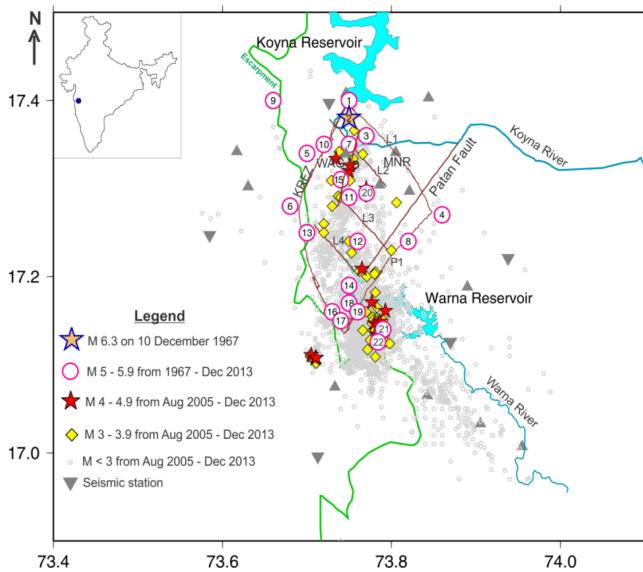 N
Koyna Reservoir
Escarpment
17.4
9
1
Koyna River
10
7
3
L1
5
WAG
MNR
L2
Patan Fault
KRFZ
15
20
11
6
4
L3
13
L4
12
8
17.2
P1
14
Warna Reservoir
18
16
19
17
21
22
Warna River
Legend
M 6.3 on 10 December 1967
M 5 - 5.9 from 1967 - Dec 2013
M 4 - 4.9 from Aug 2005 - Dec 2013
M 3 - 3.9 from Aug 2005 - Dec 2013
M < 3 from Aug 2005 - Dec 2013
Seismic station
17.0
73.4
73.6
73.8
74.0